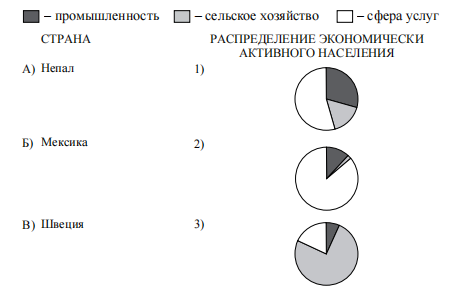 – промышленность – сельское хозяйство – сфера услуг
СТРАНА РАСПРЕДЕЛЕНИЕ ЭКОНОМИЧЕСКИ
АКТИВНОГО НАСЕЛЕНИЯ
А) Непал 1)
Б) Мексика 2)
В) Швеция 3)